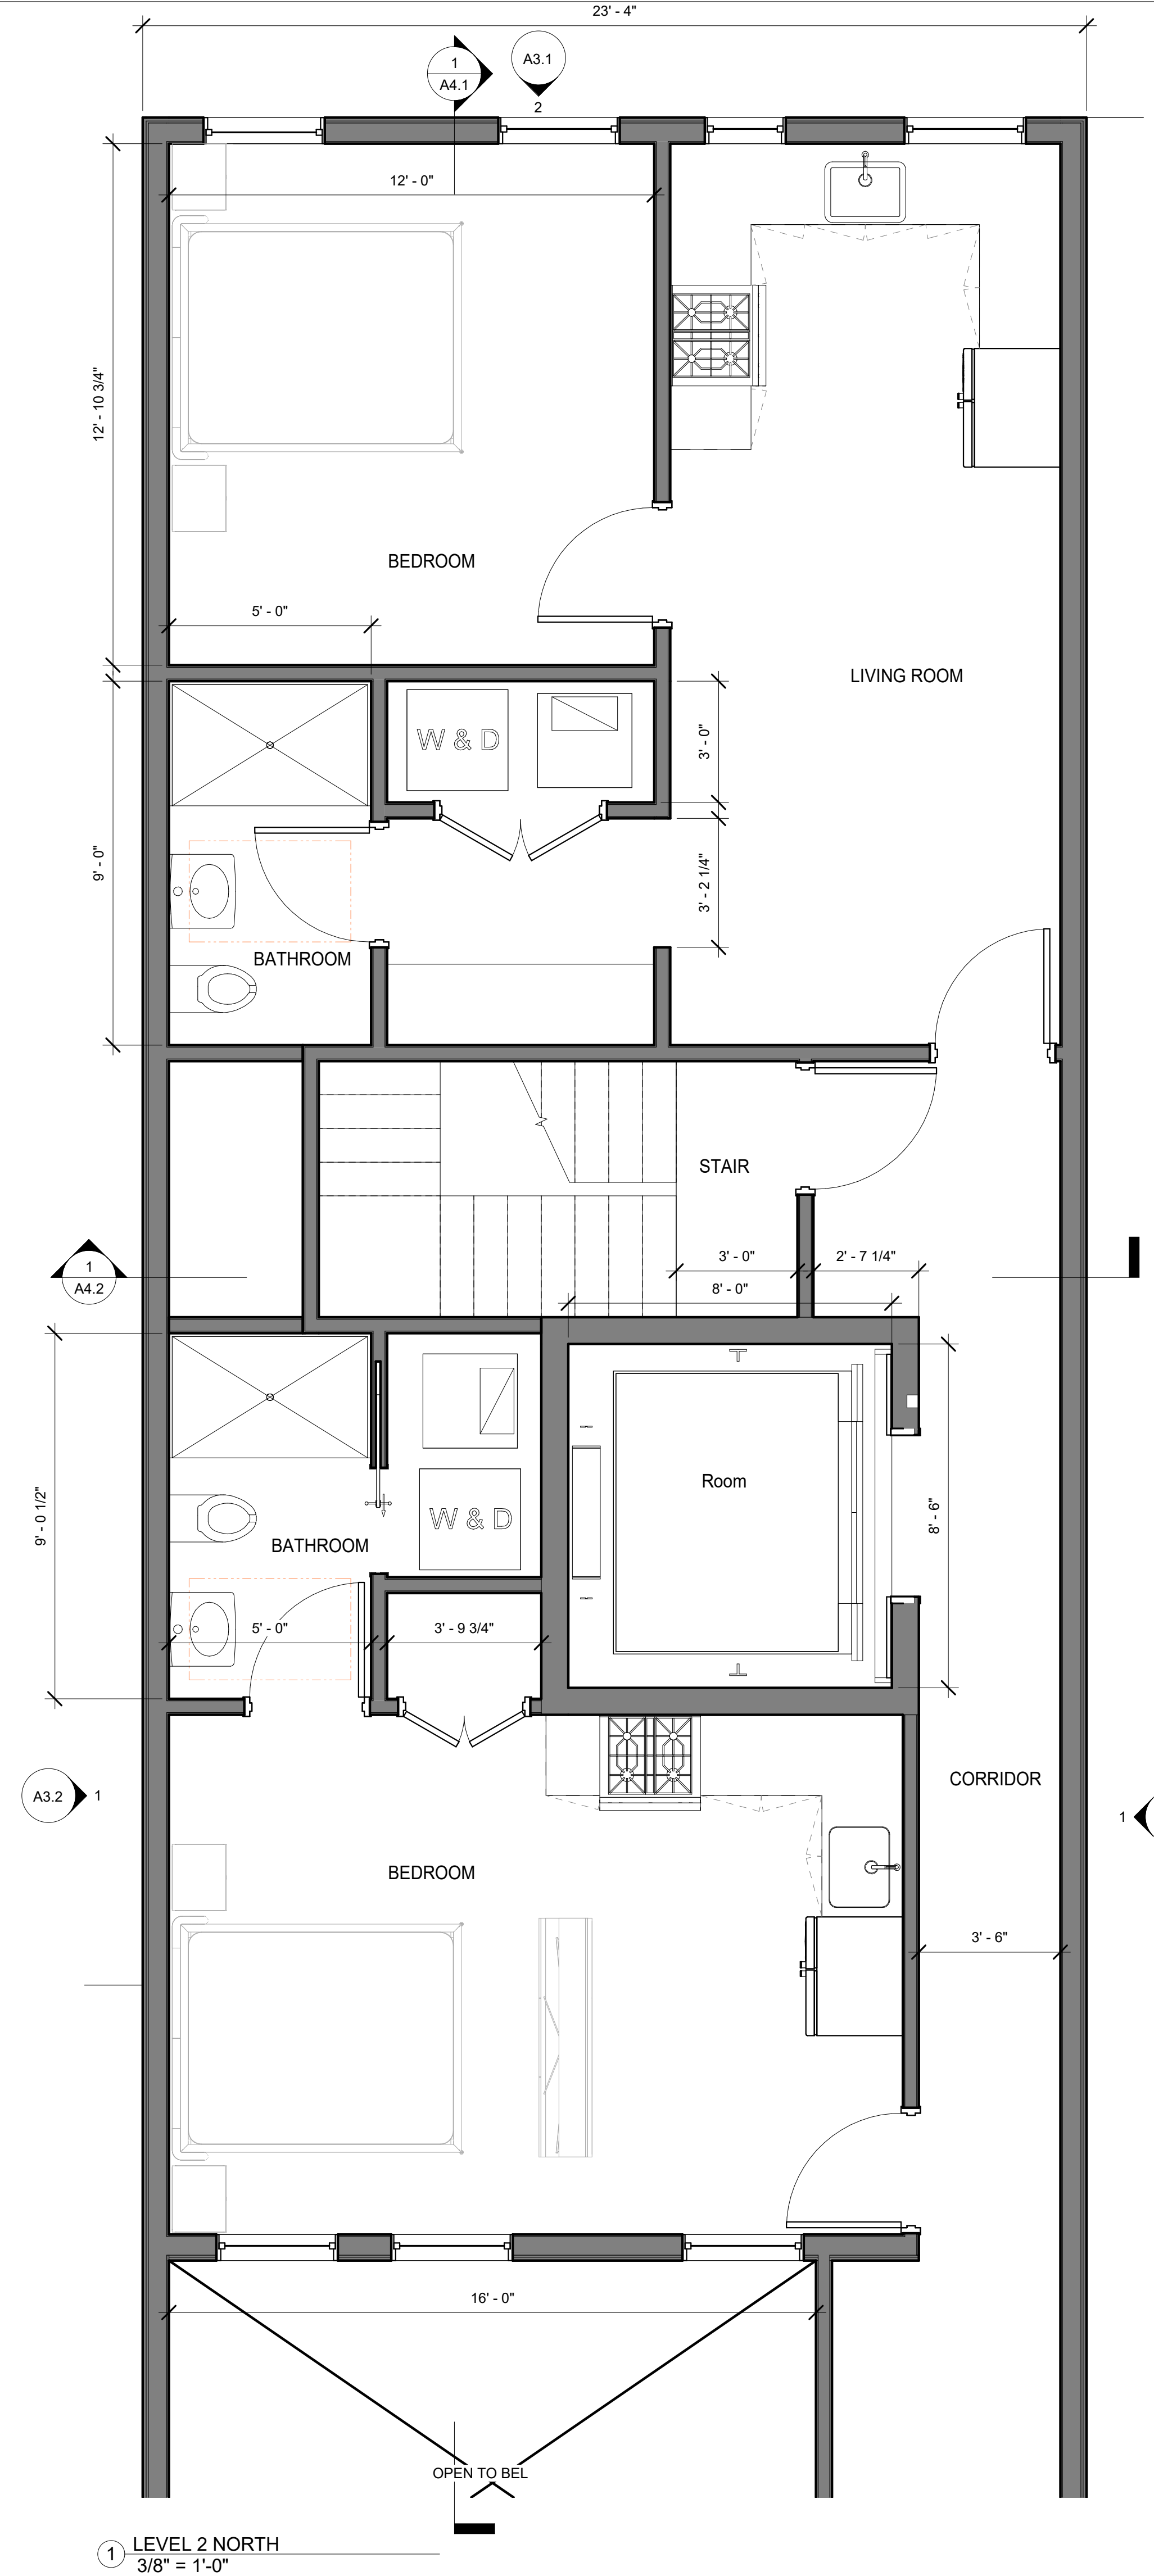 23' - 4"
1
A4.1
A3.1
2
12' - 0"
12' - 10 3/4"
BEDROOM
5' - 0"
LIVING ROOM
W & D
3' - 0"
9' - 0"
3' - 2 1/4"
BATHROOM
STAIR
1
A4.2
3' - 0"
2' - 7 1/4"
8' - 0"
Room
9' - 0 1/2"
8' - 6"
W & D
BATHROOM
5' - 0"
3' - 9 3/4"
CORRIDOR
A3.2
1
1
BEDROOM
3' - 6"
16' - 0"
OPEN TO BEL
1
LEVEL 2 NORTH
3/8" = 1'-0"